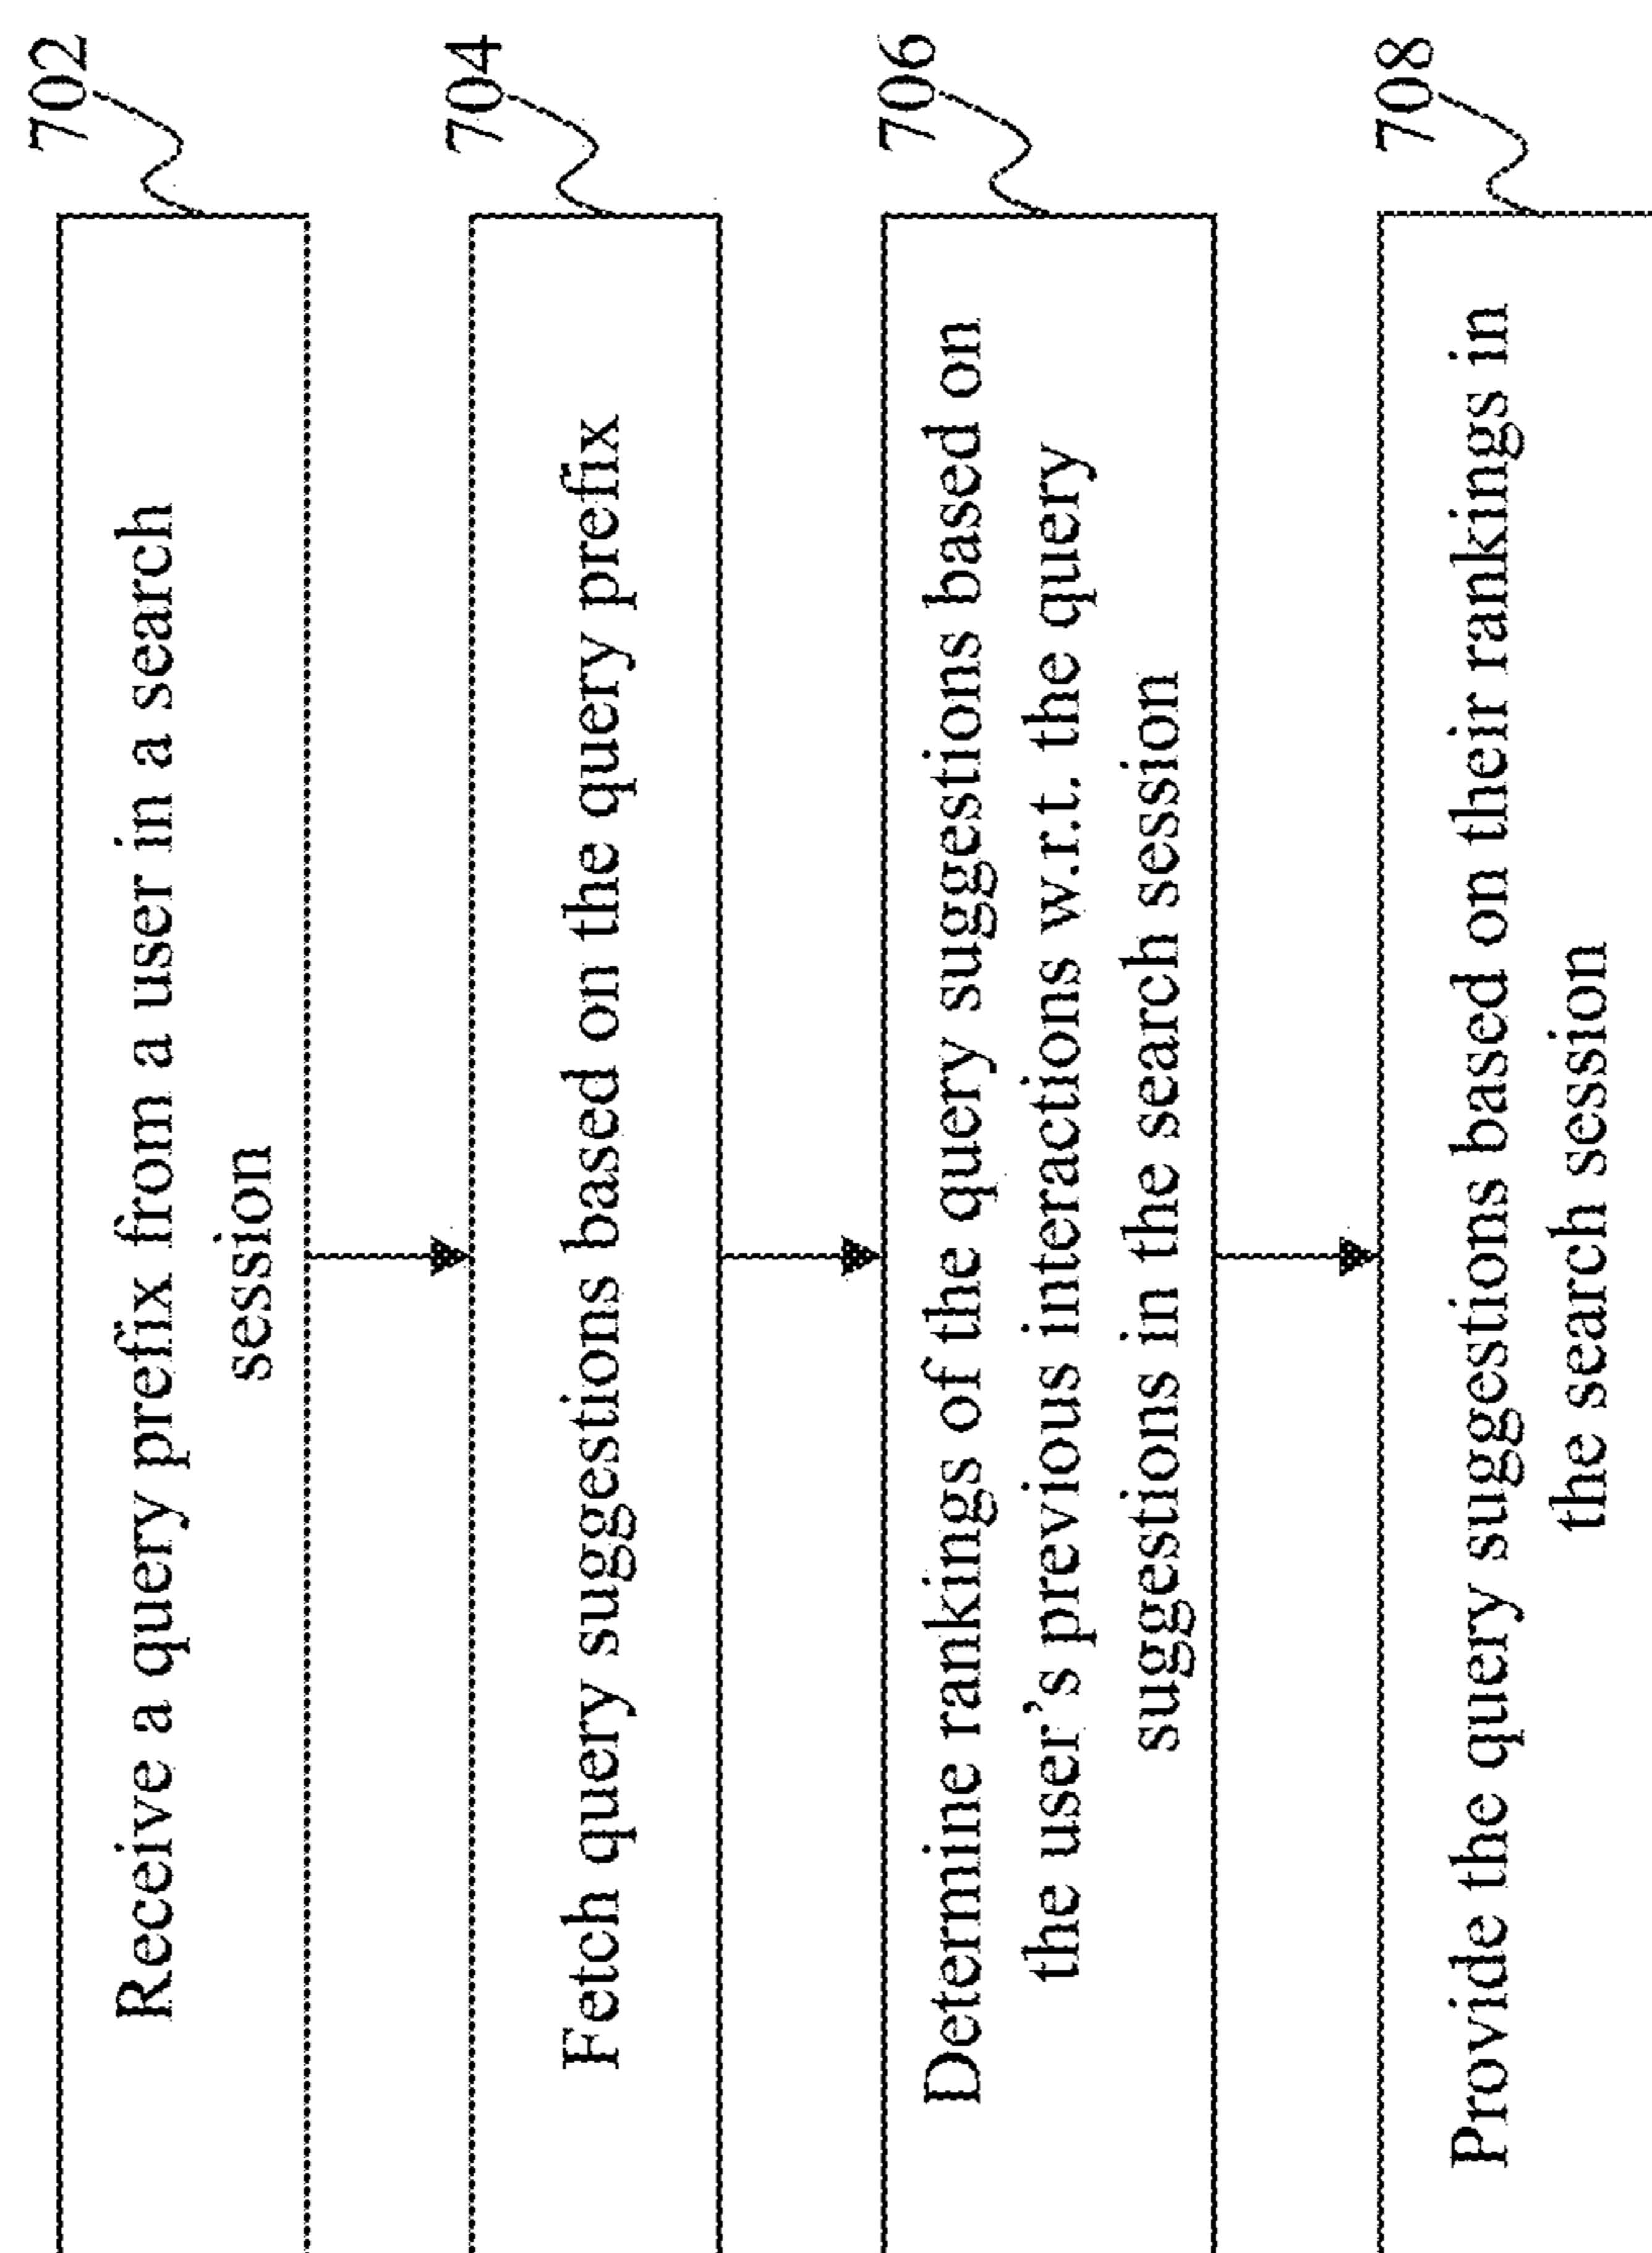 702
Receive a query prefix from a user in a search
session
704
Fetch query suggestions based on the query prefix
706
Determine rankings of the query suggestions based on
the user's previous interactions w.r.t. the query
suggestions in the search session
708
Provide the query suggestions based on their rankings in
the search session